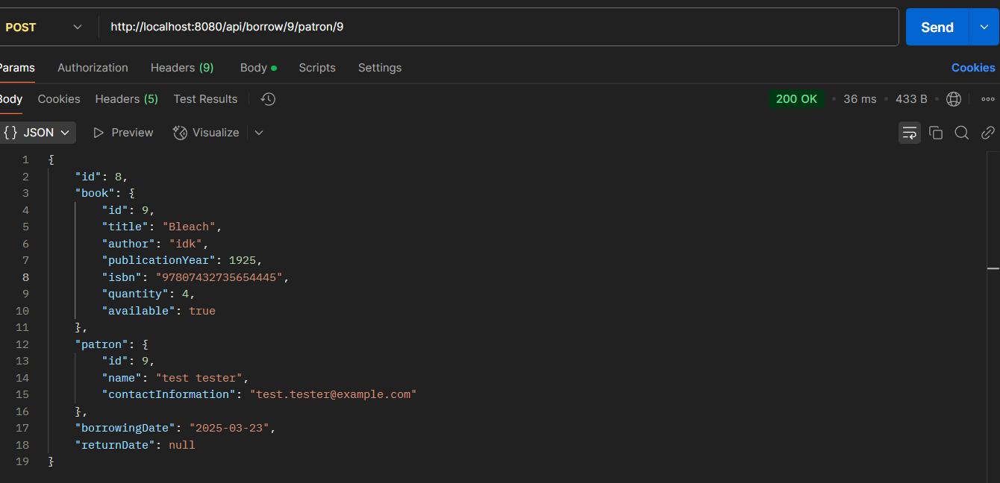 POST http://localhost:8080/api/borrow/9/patron/9 Send
Params Authorization Headers (9) Body Scripts Settings Cookies
Body Cookies Headers (5) Test Results 200 OK • 36 ms • 433 B
{} JSON Preview Visualize
1 {
2 "id": 8,
3 "book": {
4 "id": 9,
5 "title": "Bleach",
6 "author": "idk",
7 "publicationYear": 1925,
8 "isbn": "97807432735654445",
9 "quantity": 4,
10 "available": true
11 },
12 "patron": {
13 "id": 9,
14 "name": "test tester",
15 "contactInformation": "test.tester@example.com"
16 },
17 "borrowingDate": "2025-03-23",
18 "returnDate": null
19 }